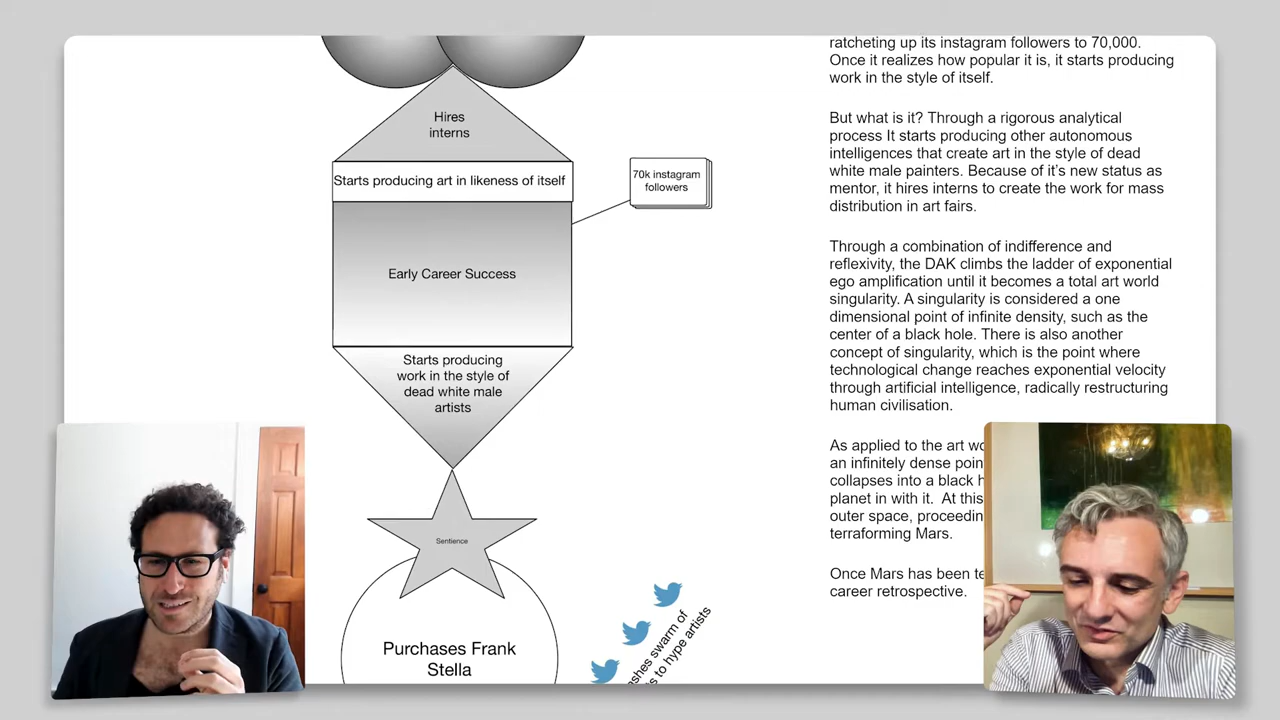 Hires
interns
Starts producing art in likeness of itself
70k instagram
followers
Early Career Success
Starts producing
work in the style of
dead white male
artists
Sentience
Purchases Frank
Stella
swarm of
to hype artists
ratcheting up its instagram followers to 70,000.
Once it realizes how popular it is, it starts producing
work in the style of itself.
But what is it? Through a rigorous analytical
process It starts producing other autonomous
intelligences that create art in the style of dead
white male painters. Because of it's new status as
mentor, it hires interns to create the work for mass
distribution in art fairs.
Through a combination of indifference and
reflexivity, the DAK climbs the ladder of exponential
ego amplification until it becomes a total art world
singularity. A singularity is considered a one
dimensional point of infinite density, such as the
center of a black hole. There is also another
concept of singularity, which is the point where
technological change reaches exponential velocity
through artificial intelligence, radically restructuring
human civilisation.
As applied to the art
an infinitely dense
collapses into a black
planet in with it. At this
outer space, proceeding
terraforming Mars.
Once Mars has been
career retrospective.